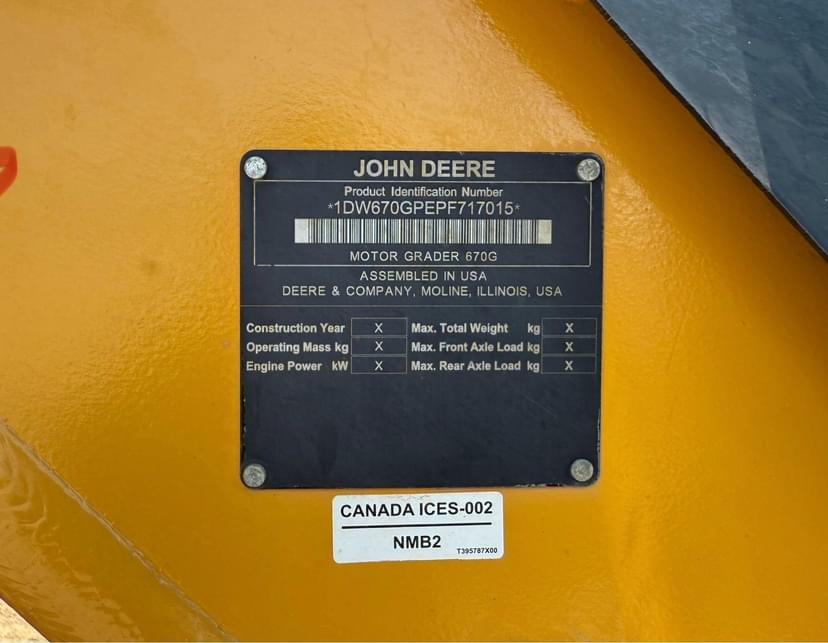 JOHN DEERE
Product Identification Number
*1DW670GPEPF717015*
MOTOR GRADER 670G
ASSEMBLED IN USA
DEERE & COMPANY, MOLINE, ILLINOIS, USA
Construction Year X Max. Total Weight kg X
Operating Mass kg X Max. Front Axle Load kg X
Engine Power kW X Max. Rear Axle Load kg X
CANADA ICES-002
NMB2
T395787X00